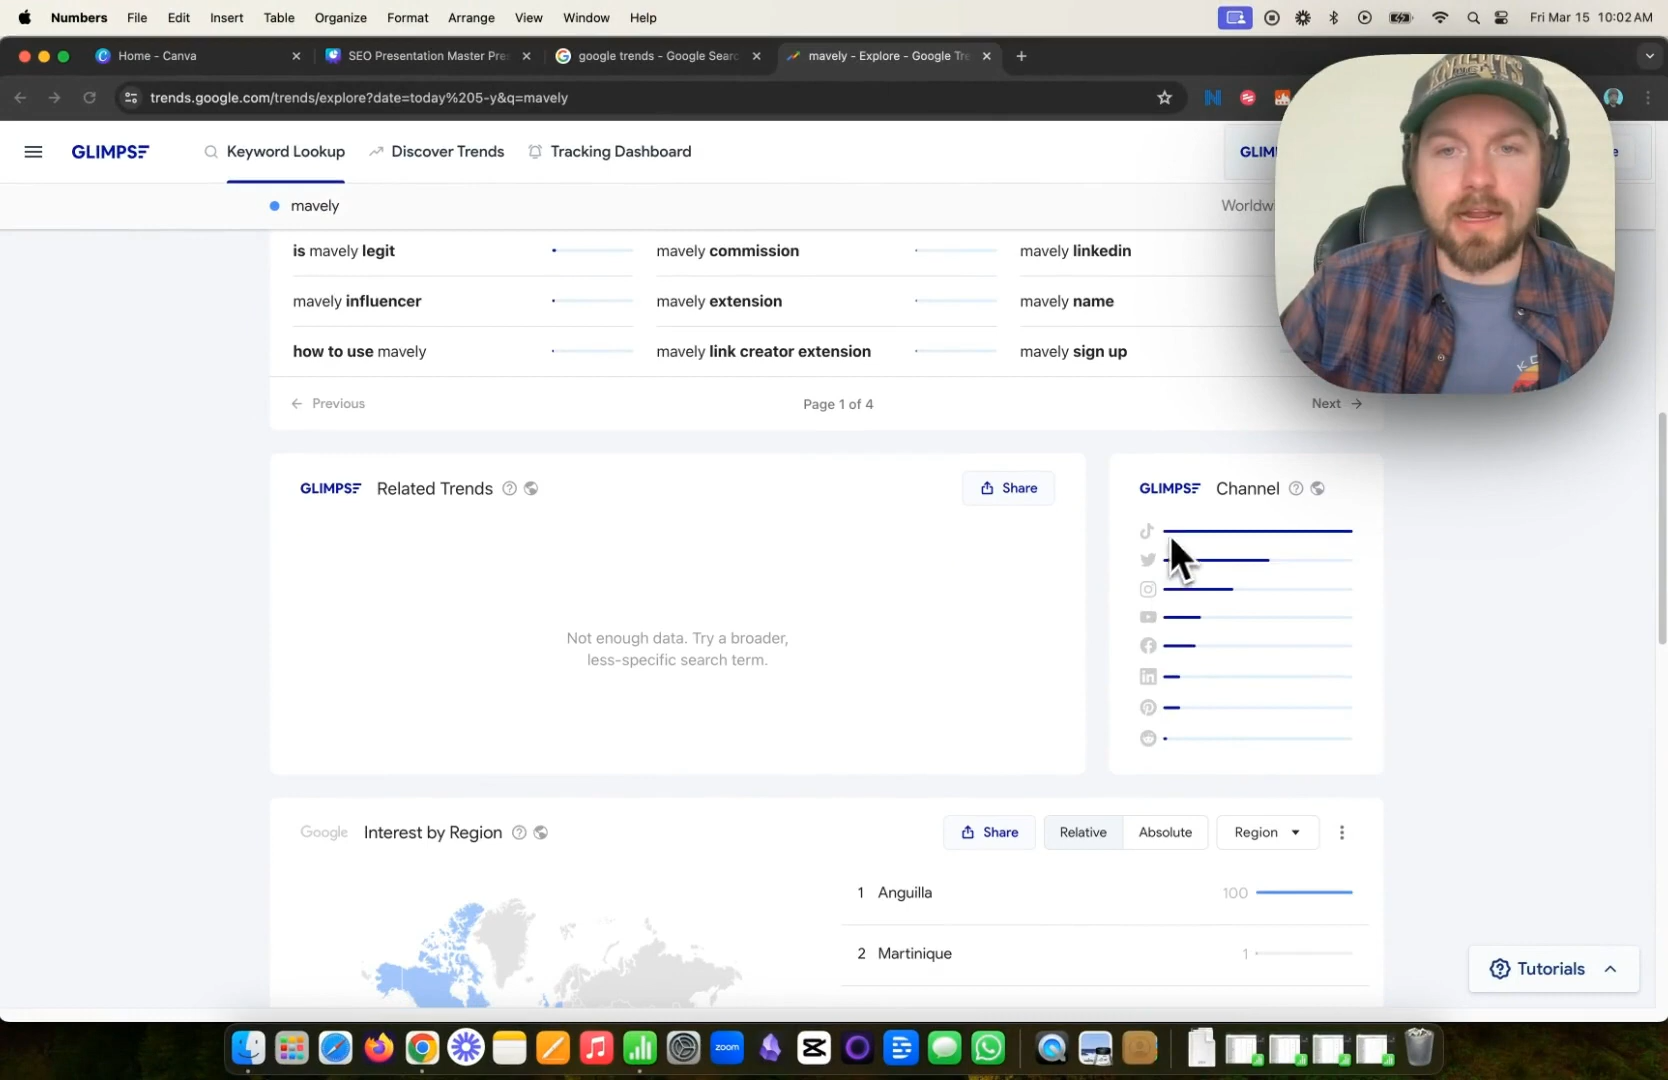 Numbers File Edit Insert Table Organize Format Arrange View Window Help Fri Mar 15 10:02 AM
Home - Canva SEO Presentation Master Pre google trends - Google Searc mavely - Explore - Google Tre
trends.google.com/trends/explore?date=today%205-y&q=mavely
GLIMPSE Keyword Lookup Discover Trends Tracking Dashboard GLIM e
mavely Worldw
is mavely legit mavely commission mavely linkedin
mavely influencer mavely extension mavely name
how to use mavely mavely link creator extension mavely sign up
Previous Page 1 of 4 Next
GLIMPSE Related Trends Share GLIMPSE Channel
Not enough data. Try a broader,
less-specific search term.
Google Interest by Region Share Relative Absolute Region
1 Anguilla 100
2 Martinique 1
Tutorials
zoom